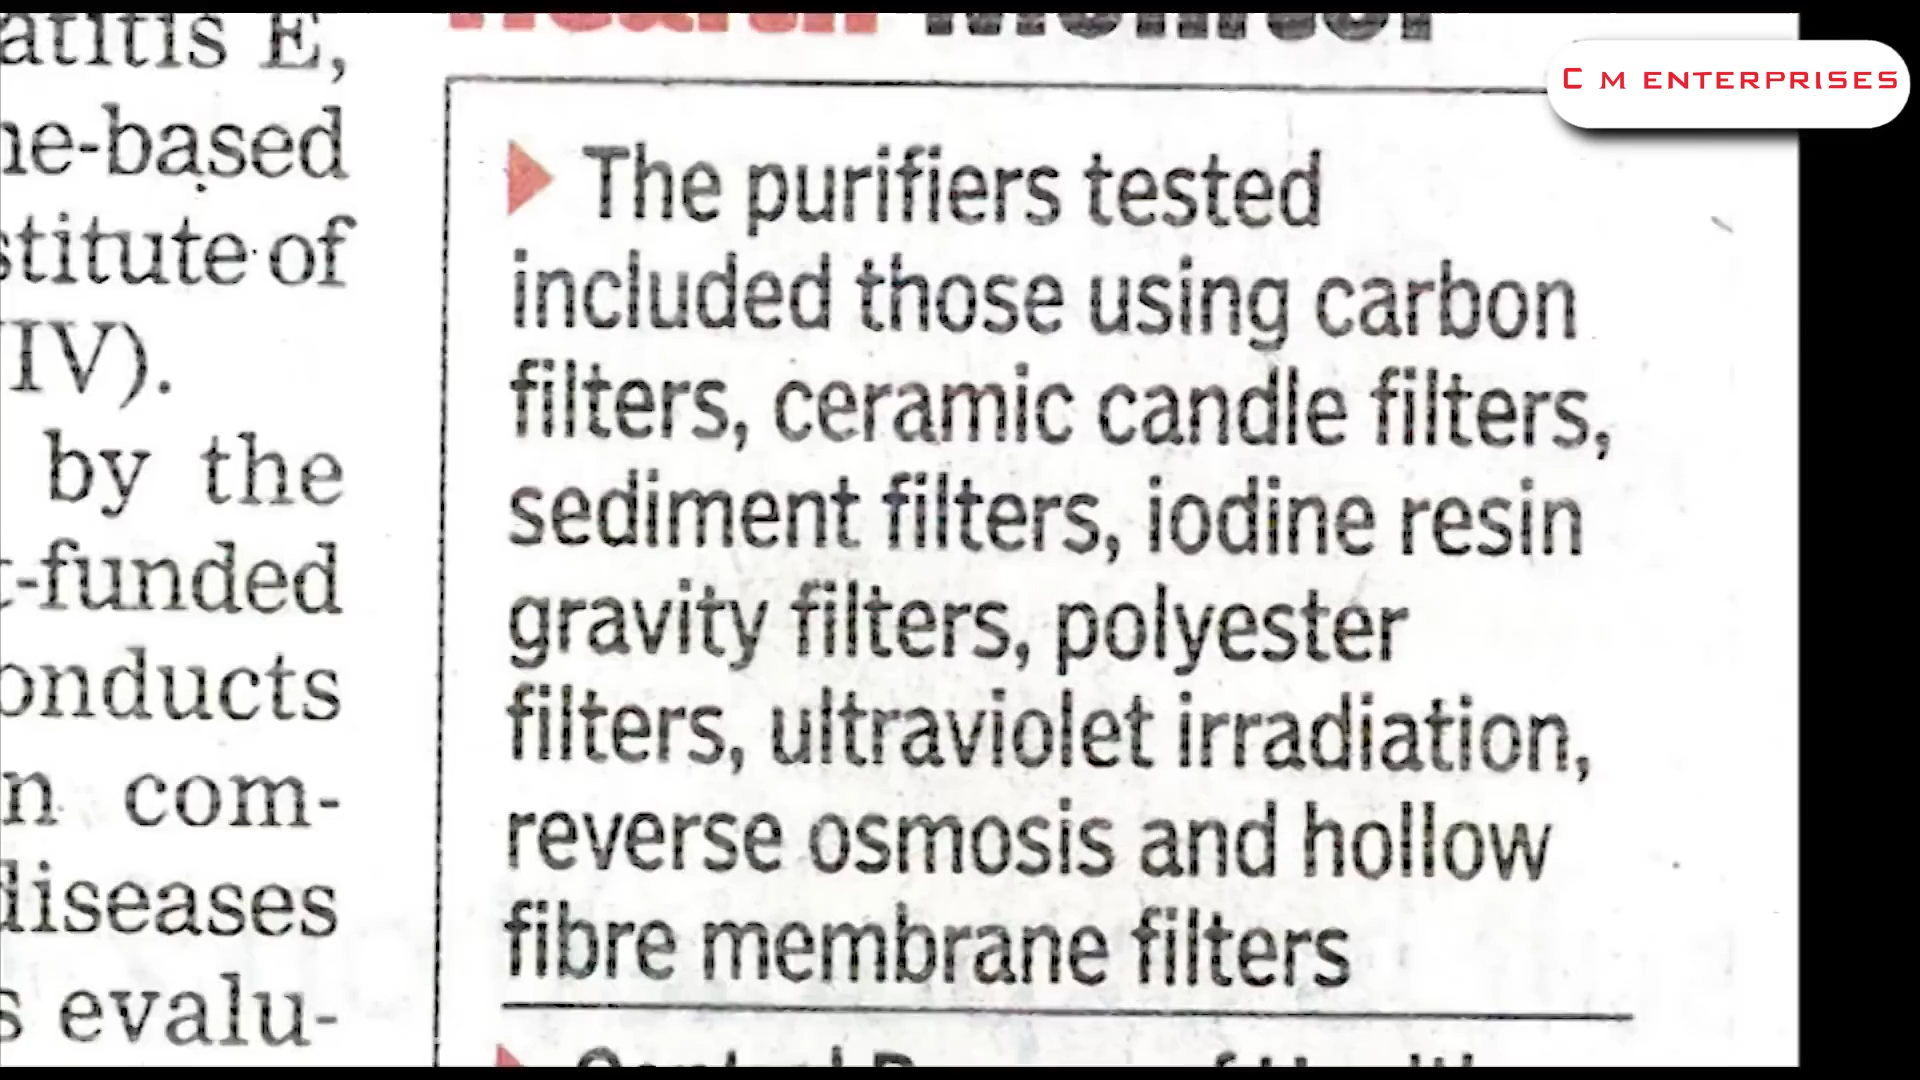 atitis E,
ne-based
stitute of
IV).
by the
t-funded
onducts
n com-
diseases
s evalu-
Health Monitor
C M ENTERPRISES
The purifiers tested
included those using carbon
filters, ceramic candle filters,
sediment filters, iodine resin
gravity filters, polyester
filters, ultraviolet irradiation,
reverse osmosis and hollow
fibre membrane filters